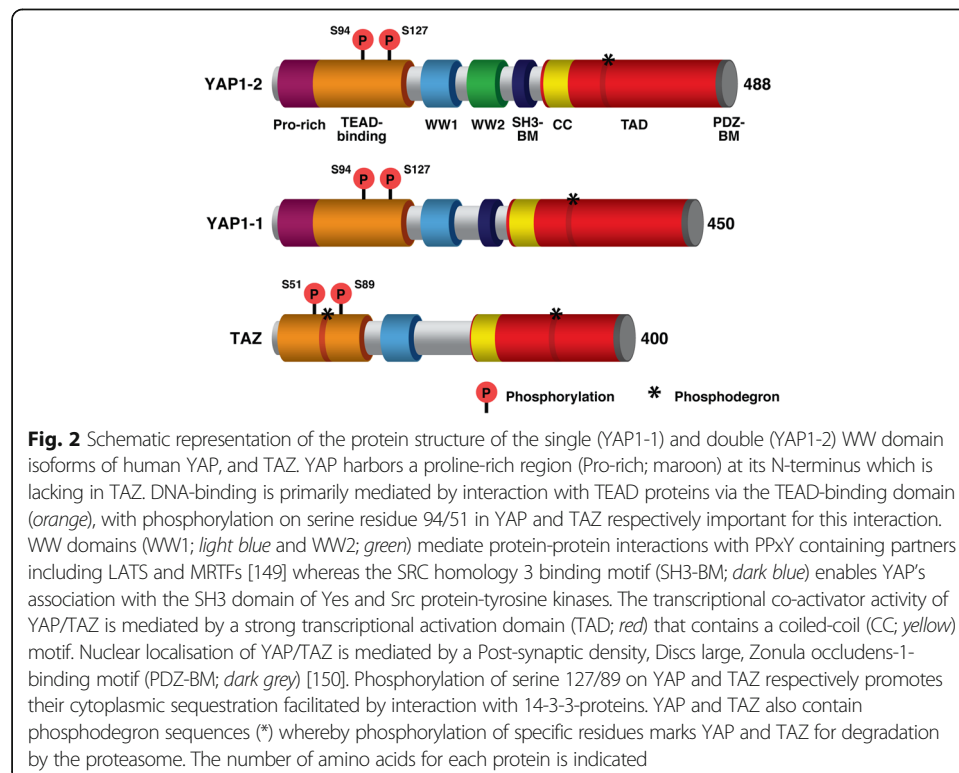 S94 P P S127
YAP1-2
488
Pro-rich TEAD-binding WW1 WW2 SH3-BM CC TAD PDZ-BM
*
S94 P P S127
YAP1-1
450
*
S51 P P S89
TAZ
400
* *
P Phosphorylation * Phosphodegron
Fig. 2 Schematic representation of the protein structure of the single (YAP1-1) and double (YAP1-2) WW domain
isoforms of human YAP, and TAZ. YAP harbors a proline-rich region (Pro-rich; maroon) at its N-terminus which is
lacking in TAZ. DNA-binding is primarily mediated by interaction with TEAD proteins via the TEAD-binding domain
(orange), with phosphorylation on serine residue 94/51 in YAP and TAZ respectively important for this interaction.
WW domains (WW1; light blue and WW2; green) mediate protein-protein interactions with PPxY containing partners
including LATS and MRTFs [149] whereas the SRC homology 3 binding motif (SH3-BM; dark blue) enables YAP's
association with the SH3 domain of Yes and Src protein-tyrosine kinases. The transcriptional co-activator activity of
YAP/TAZ is mediated by a strong transcriptional activation domain (TAD; red) that contains a coiled-coil (CC; yellow)
motif. Nuclear localisation of YAP/TAZ is mediated by a Post-synaptic density, Discs large, Zonula occludens-1-
binding motif (PDZ-BM; dark grey) [150]. Phosphorylation of serine 127/89 on YAP and TAZ respectively promotes
their cytoplasmic sequestration facilitated by interaction with 14-3-3-proteins. YAP and TAZ also contain
phosphodegron sequences (*) whereby phosphorylation of specific residues marks YAP and TAZ for degradation
by the proteasome. The number of amino acids for each protein is indicated